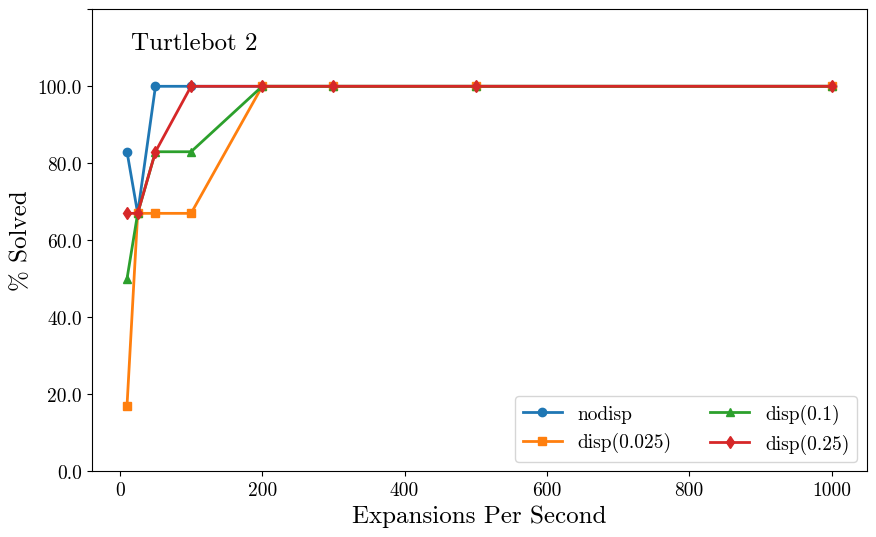 Turtlebot 2
% Solved
100.0
80.0
60.0
40.0
20.0
0.0
0 200 400 600 800 1000
Expansions Per Second
nodisp disp(0.1)
disp(0.025) disp(0.25)